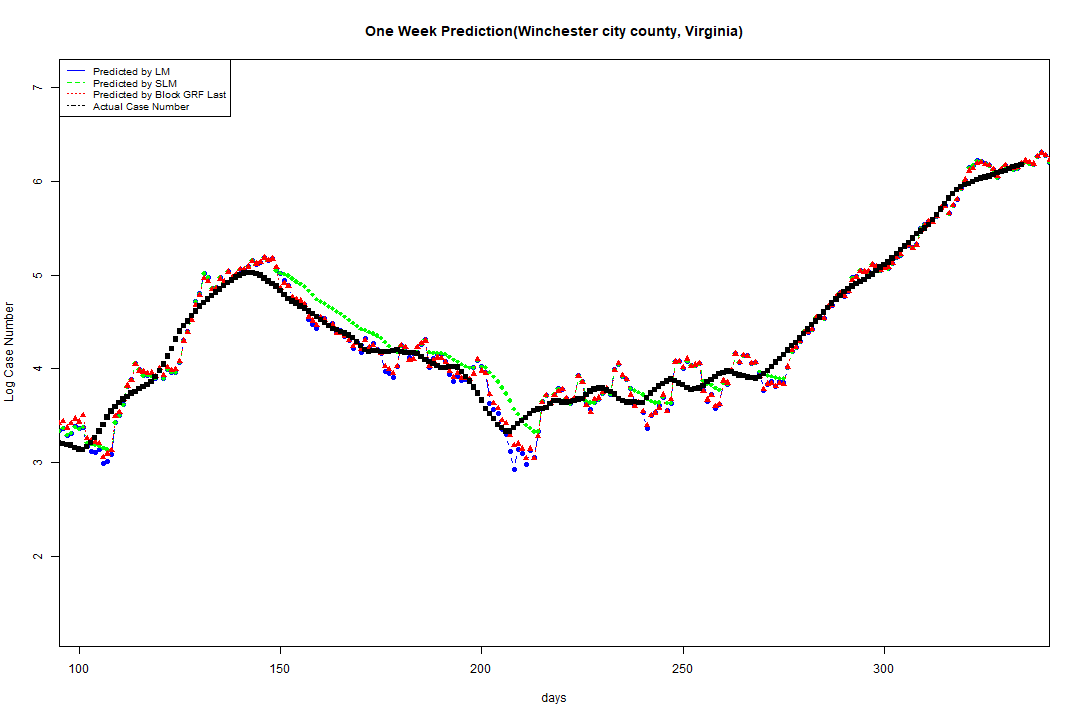 One Week Prediction(Winchester city county, Virginia)
Predicted by LM
Predicted by SLM
Predicted by Block GRF Last
Actual Case Number
7
6
5
4
3
2
Log Case Number
100 150 200 250 300
days